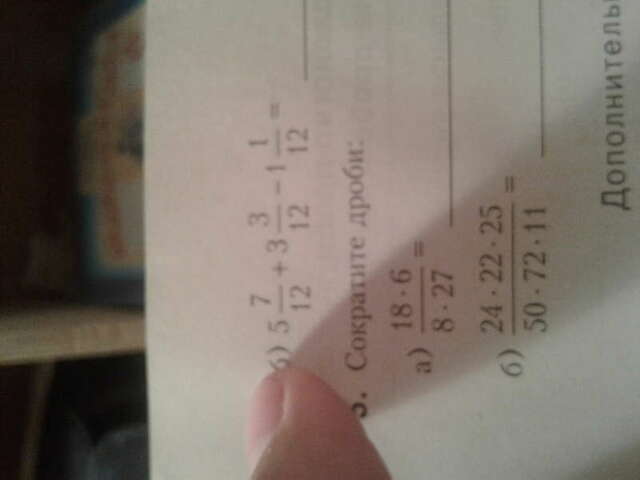 б) 5 7/12 + 3 3/12 − 1 1/12 =
5. Сократите дроби:
а) 18 · 6 / 8 · 27 =
б) 24 · 22 · 25 / 50 · 72 · 11 =